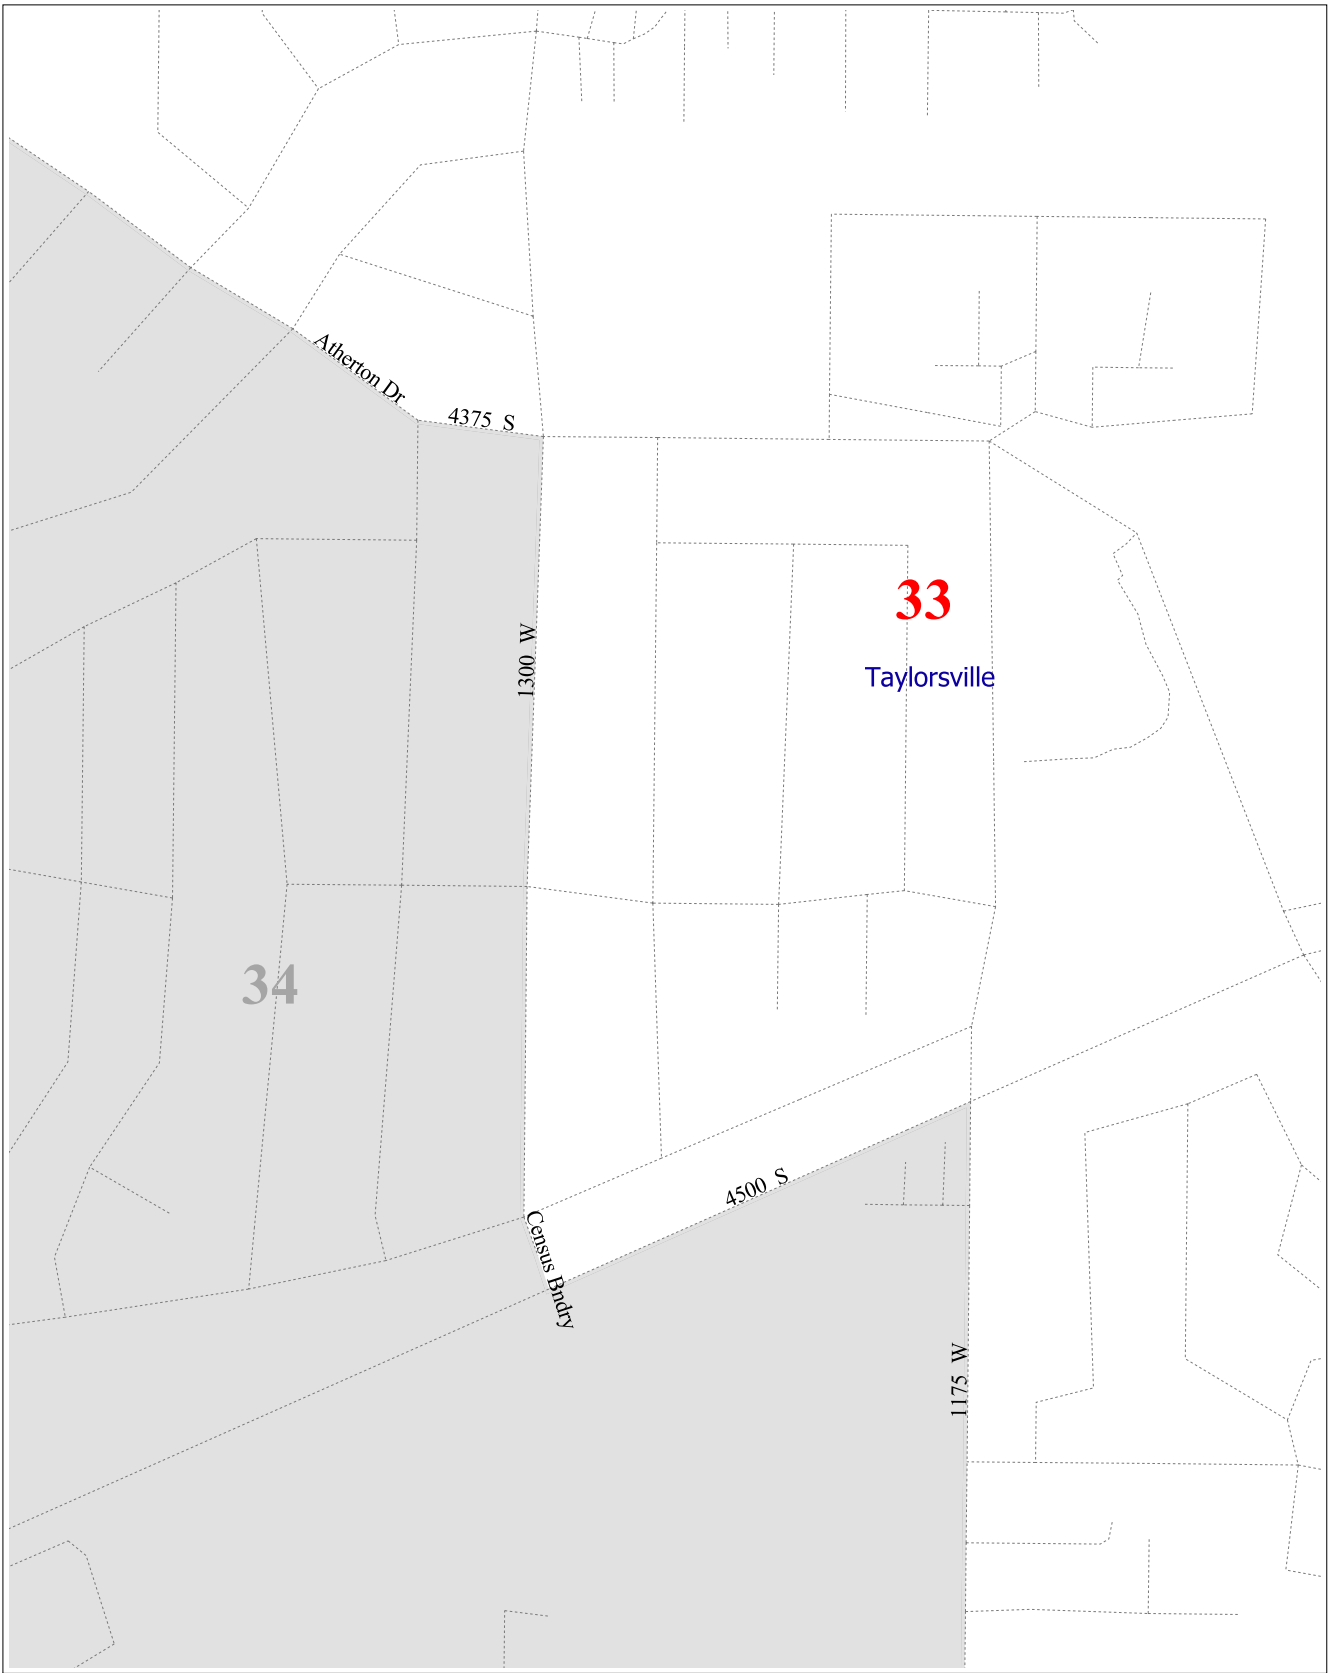 Atherton Dr
4375 S
33
1300 W
Taylorsville
34
4500 S
Census Bndry
1175 W